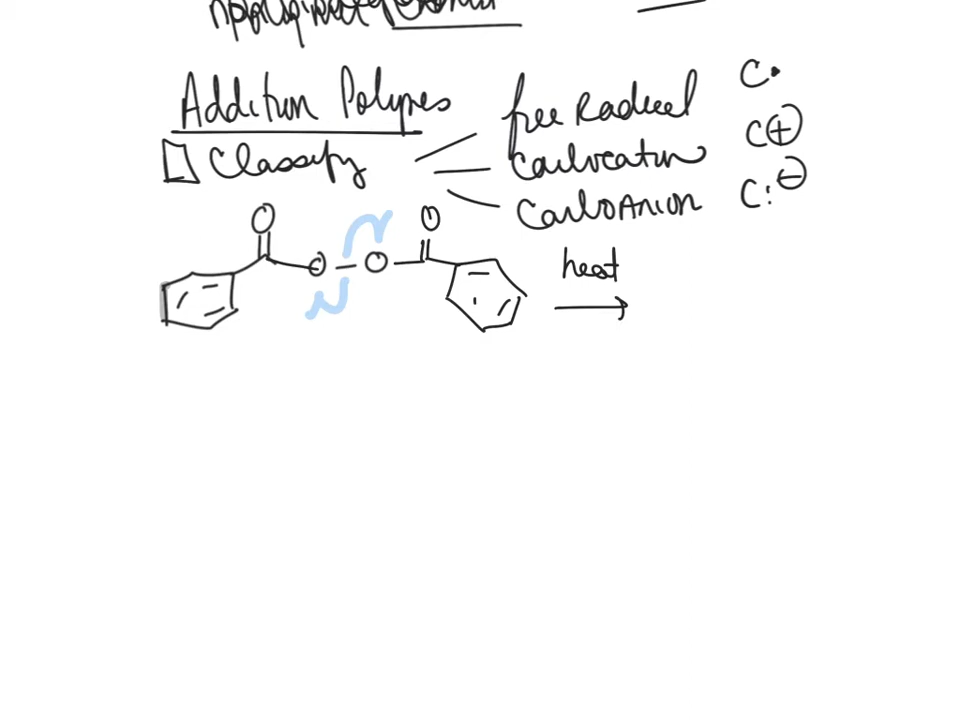 Addition Polymers
free Radical C•
□ Classify Carbocation C⊕
CarboAnion C:⊖
O O
O – O
heat